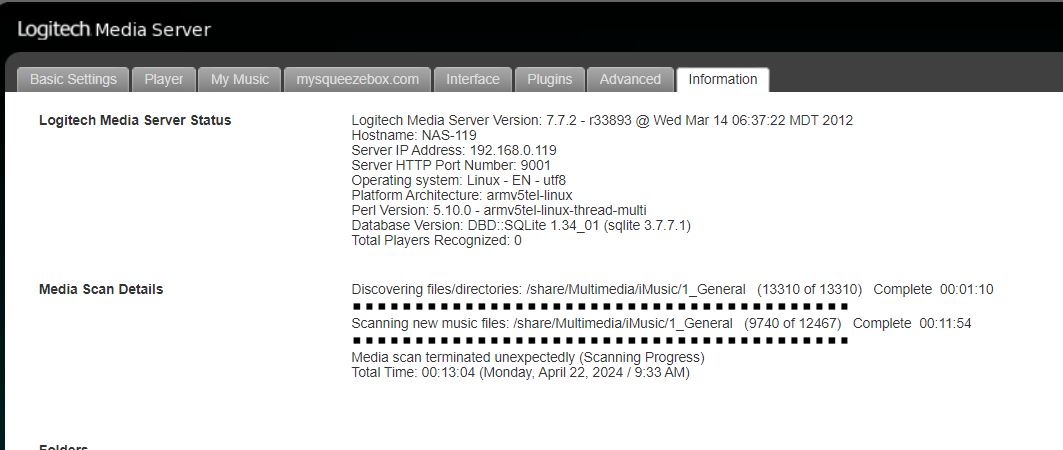 Logitech Media Server
Basic Settings Player My Music mysqueezebox.com Interface Plugins Advanced Information
Logitech Media Server Status
Logitech Media Server Version: 7.7.2 - r33893 @ Wed Mar 14 06:37:22 MDT 2012
Hostname: NAS-119
Server IP Address: 192.168.0.119
Server HTTP Port Number: 9001
Operating system: Linux - EN - utf8
Platform Architecture: armv5tel-linux
Perl Version: 5.10.0 - armv5tel-linux-thread-multi
Database Version: DBD::SQLite 1.34_01 (sqlite 3.7.7.1)
Total Players Recognized: 0
Media Scan Details
Discovering files/directories: /share/Multimedia/iMusic/1_General (13310 of 13310) Complete 00:01:10
Scanning new music files: /share/Multimedia/iMusic/1_General (9740 of 12467) Complete 00:11:54
Media scan terminated unexpectedly (Scanning Progress)
Total Time: 00:13:04 (Monday, April 22, 2024 / 9:33 AM)
Folders